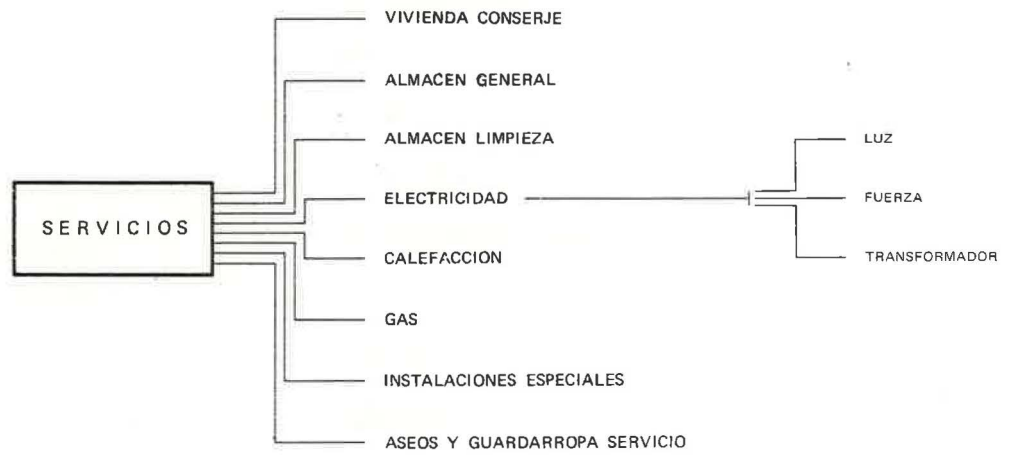 SERVICIOS
VIVIENDA CONSERJE
ALMACEN GENERAL
ALMACEN LIMPIEZA
ELECTRICIDAD
LUZ
FUERZA
TRANSFORMADOR
CALEFACCION
GAS
INSTALACIONES ESPECIALES
ASEOS Y GUARDARROPA SERVICIO